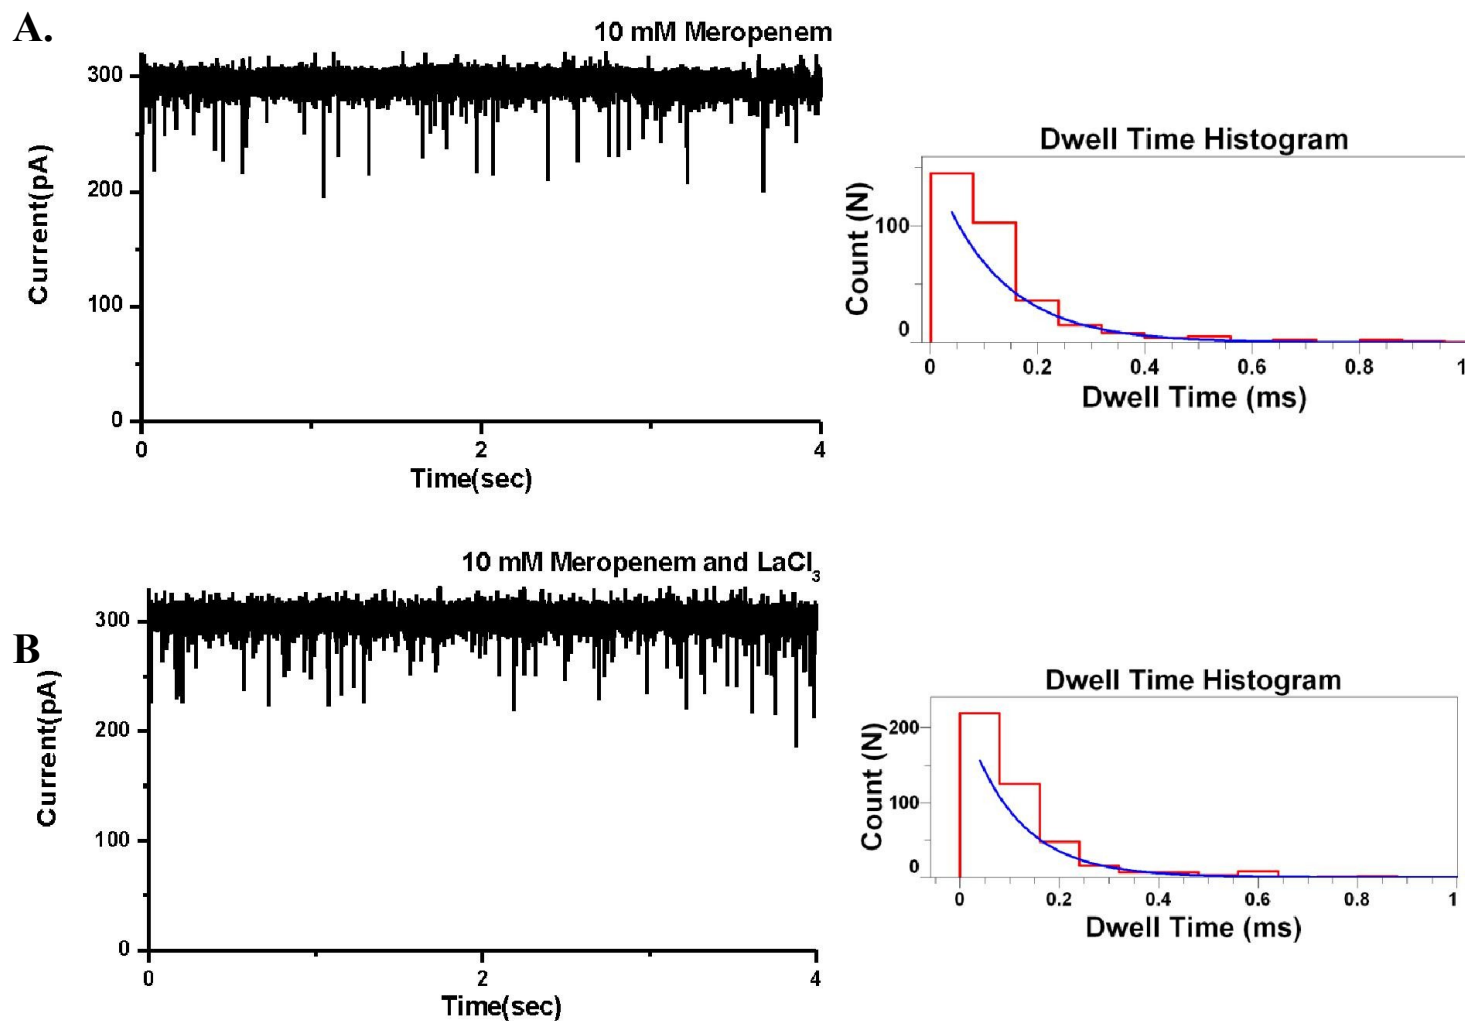 A.
10 mM Meropenem
300
200
100
0
Current(pA)
0 2 4
Time(sec)
Dwell Time Histogram
100
0
Count (N)
0 0.2 0.4 0.6 0.8 1
Dwell Time (ms)
B
10 mM Meropenem and LaCl₃
300
200
100
0
Current(pA)
0 2 4
Time(sec)
Dwell Time Histogram
200
100
0
Count (N)
0 0.2 0.4 0.6 0.8 1
Dwell Time (ms)